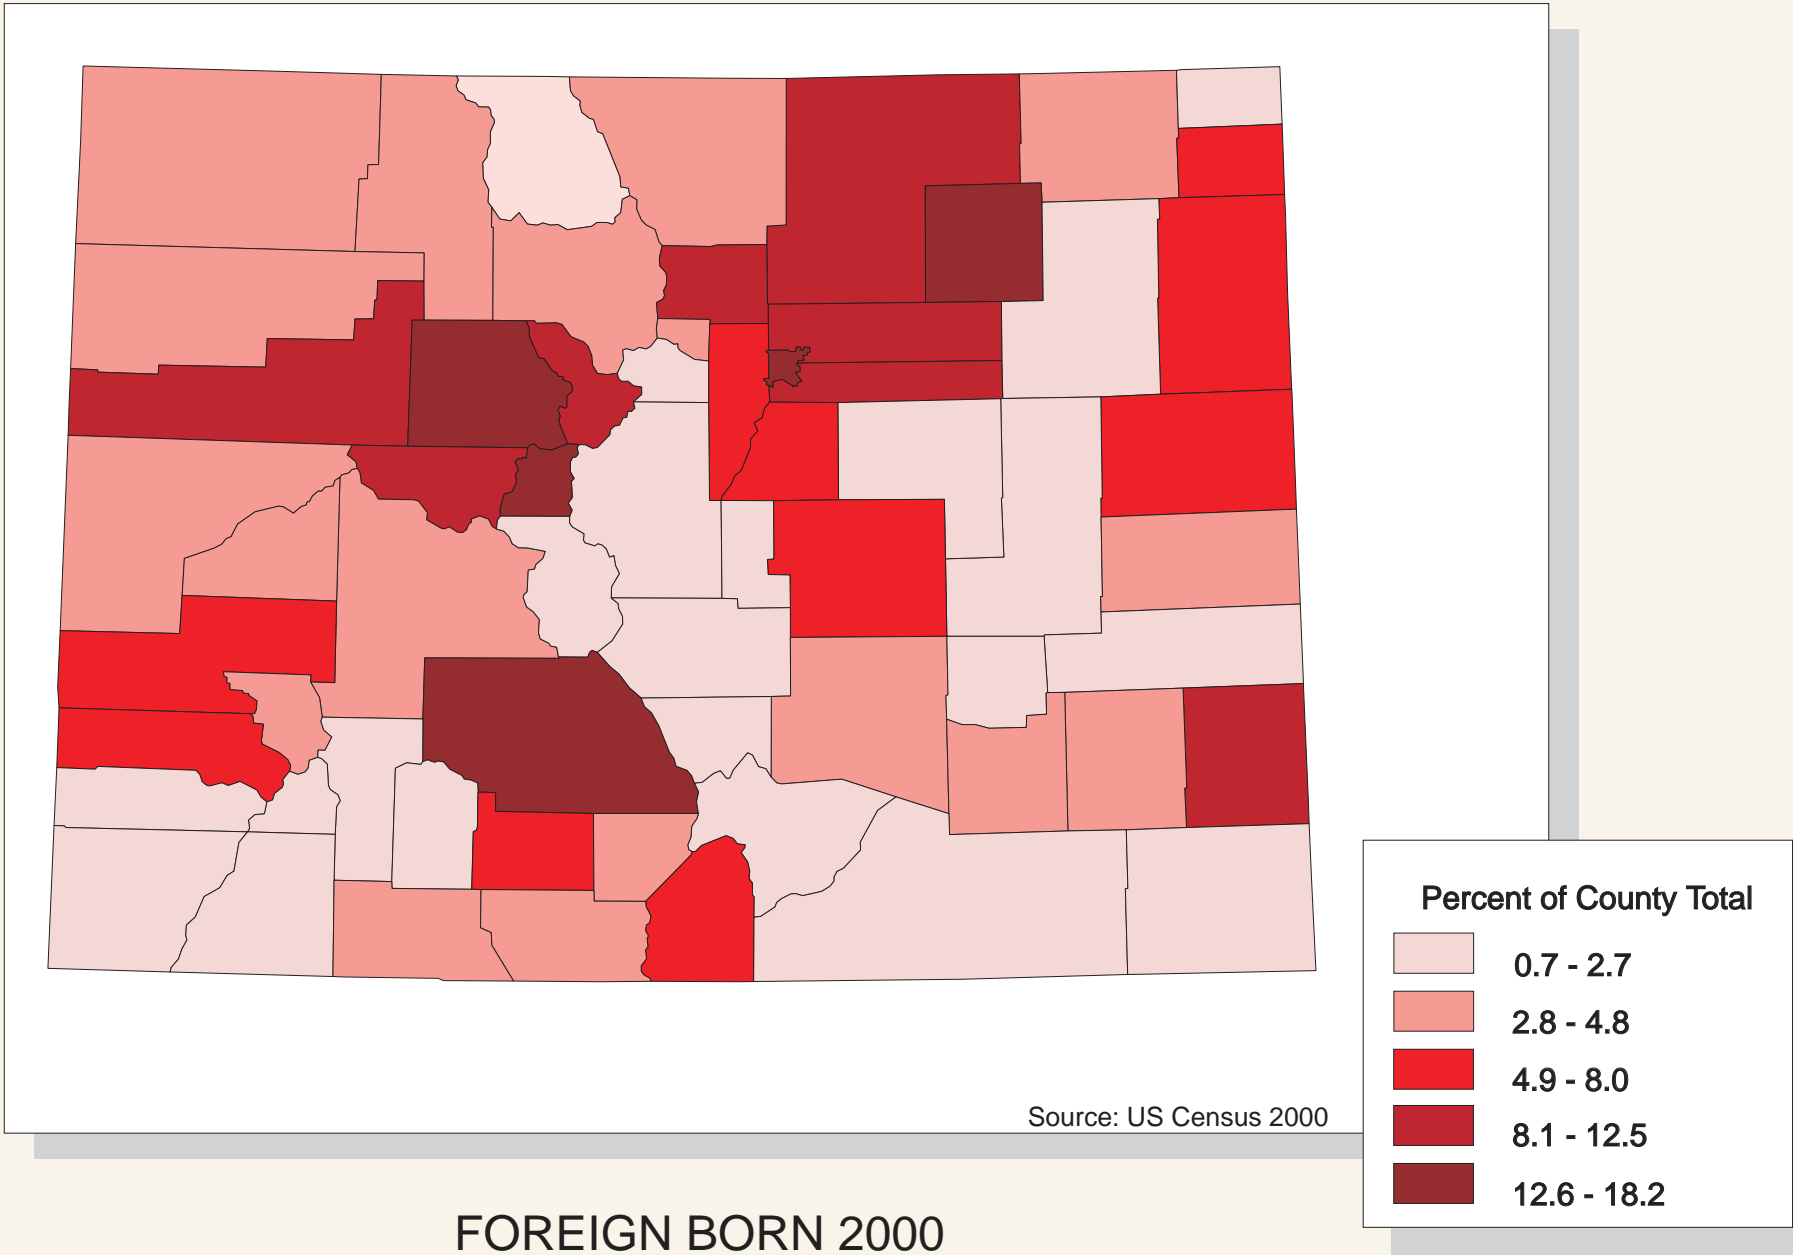 Percent of County Total
0.7 - 2.7
2.8 - 4.8
4.9 - 8.0
8.1 - 12.5
12.6 - 18.2
Source: US Census 2000
FOREIGN BORN 2000